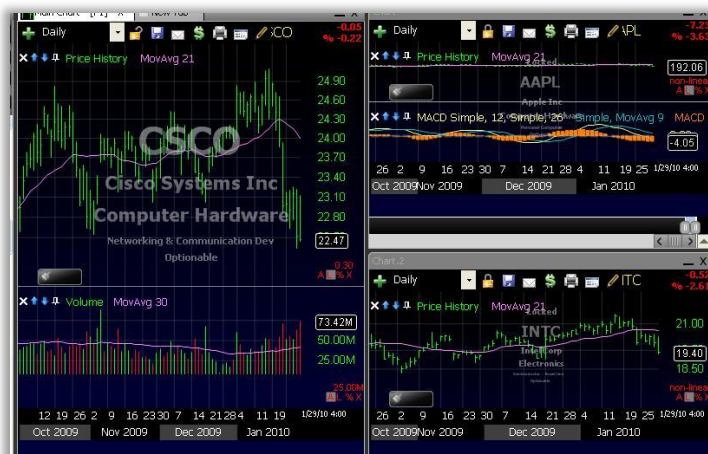 Main Chart [F1]
New Tab
Daily
CSCO
-0.05
% -0.22
Price History MovAvg 21
24.90
24.60
24.30
24.00
23.70
23.40
23.10
22.80
22.47
CSCO
Cisco Systems Inc
Computer Hardware
Networking & Communication Dev
Optionable
0.30
A L % X
Volume MovAvg 30
73.42M
50.00M
25.00M
25.00M
A L % X
12 19 26 2 9 16 23 30 7 14 21 28 4 11 19 1/29/10 4:00
Oct 2009 Nov 2009 Dec 2009 Jan 2010
Daily
APL
-7.23
% -3.63
Price History MovAvg 21
Locked
AAPL
Apple Inc
192.06
non-linear
A L % X
MACD Simple, 12, Simple, 26 Simple, MovAvg 9 MACD
-4.05
26 2 9 16 23 30 7 14 21 28 4 11 19 25 1/29/10 4:00
Oct 2009 Nov 2009 Dec 2009 Jan 2010
Chart.2
Daily
NTC
-0.52
% -2.61
Price History MovAvg 21
Locked
INTC
Intel Corp
Electronics
21.00
19.40
18.50
non-linear
A L % X
26 2 9 16 23 30 7 14 21 28 4 11 19 25 1/29/10 4:00
Oct 2009 Nov 2009 Dec 2009 Jan 2010